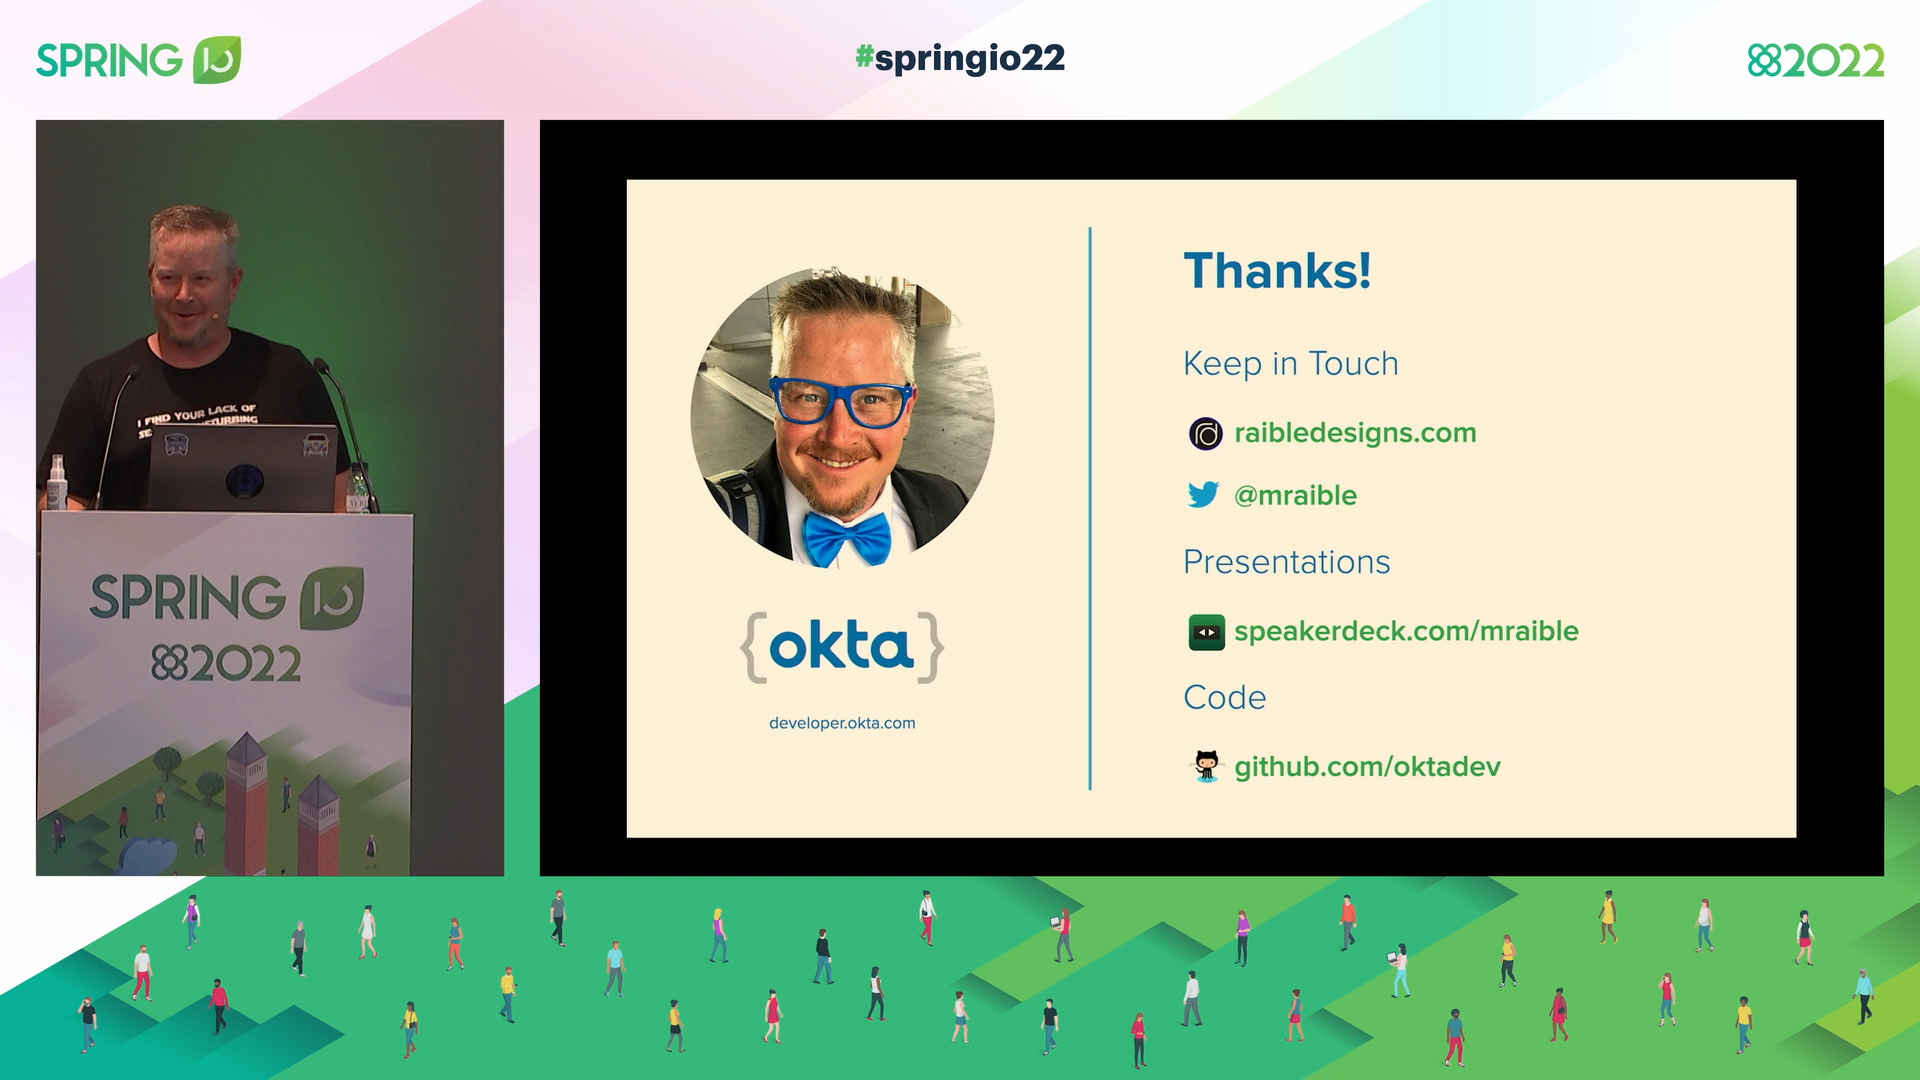 SPRING IO
#springio22
2022
I FIND YOUR LACK OF
SPRING IO
2022
okta
developer.okta.com
Thanks!
Keep in Touch
raibledesigns.com
@mraible
Presentations
speakerdeck.com/mraible
Code
github.com/oktadev